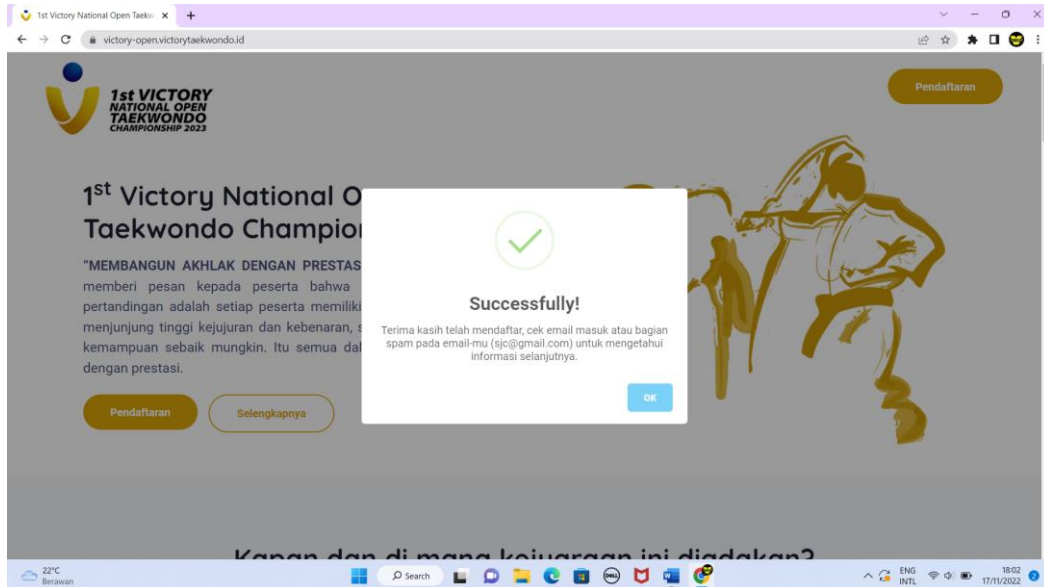 1st Victory National Open Taekw
victory-open.victorytaekwondo.id
1st VICTORY
NATIONAL OPEN
TAEKWONDO
CHAMPIONSHIP 2023
Pendaftaran
1st Victory National O
Taekwondo Champion
"MEMBANGUN AKHLAK DENGAN PRESTAS
memberi pesan kepada peserta bahwa
pertandingan adalah setiap peserta memiliki
menjunjung tinggi kejujuran dan kebenaran, s
kemampuan sebaik mungkin. Itu semua dal
dengan prestasi.
Pendaftaran
Selengkapnya
Successfully!
Terima kasih telah mendaftar, cek email masuk atau bagian
spam pada email-mu (sjc@gmail.com) untuk mengetahui
informasi selanjutnya.
OK
Kapan dan di mana kejuaraan ini diadakan?
22°C
Berawan
Search
DELL
ENG
INTL
18:02
17/11/2022
2